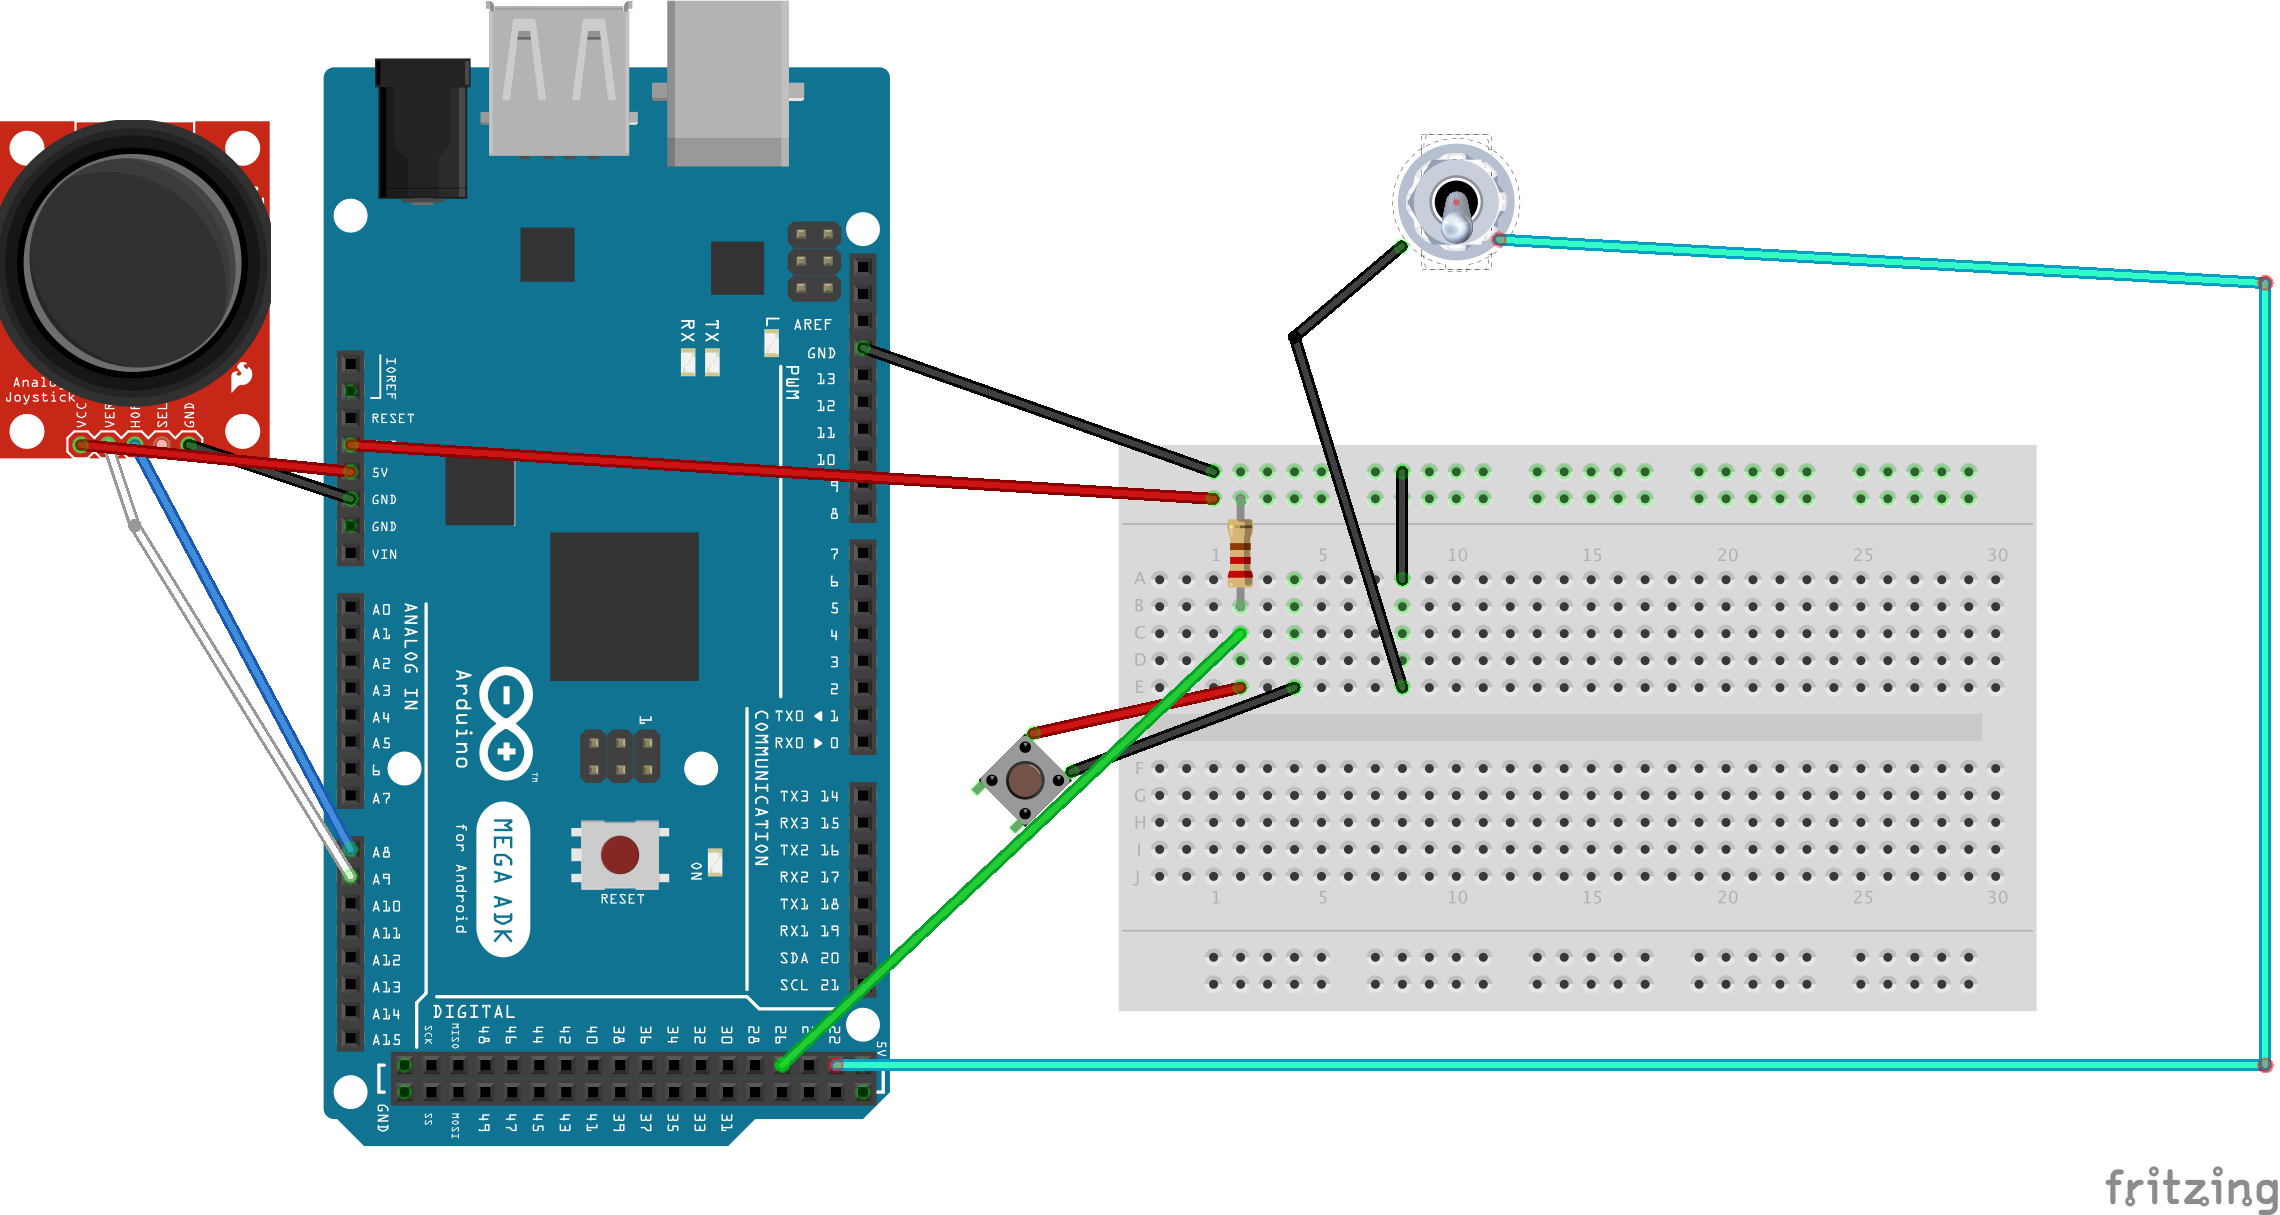 Analog
Joystick
VCC
VER
HOR
SEL
GND
IOREF
RESET
5V
GND
GND
VIN
A0
A1
A2
A3
A4
A5
6
A7
A8
A9
A10
A11
A12
A13
A14
A15
ANALOG IN
RX
TX
L
AREF
GND
13
12
11
10
9
8
PWM
7
6
5
4
3
2
TX0 ◀ 1
RX0 ▶ 0
TX3 14
RX3 15
TX2 16
RX2 17
TX1 18
RX1 19
SDA 20
SCL 21
COMMUNICATION
1
Arduino
TM
MEGA ADK
for Android
ON
RESET
DIGITAL
SCK MISO 48 46 44 42 40 38 36 34 32 30 28 26 22 5V
GND SS MOSI 49 47 45 43 41 39 37 35 33 31
1 5 10 15 20 25 30
A
B
C
D
E
F
G
H
I
J
1 5 10 15 20 25 30
fritzing